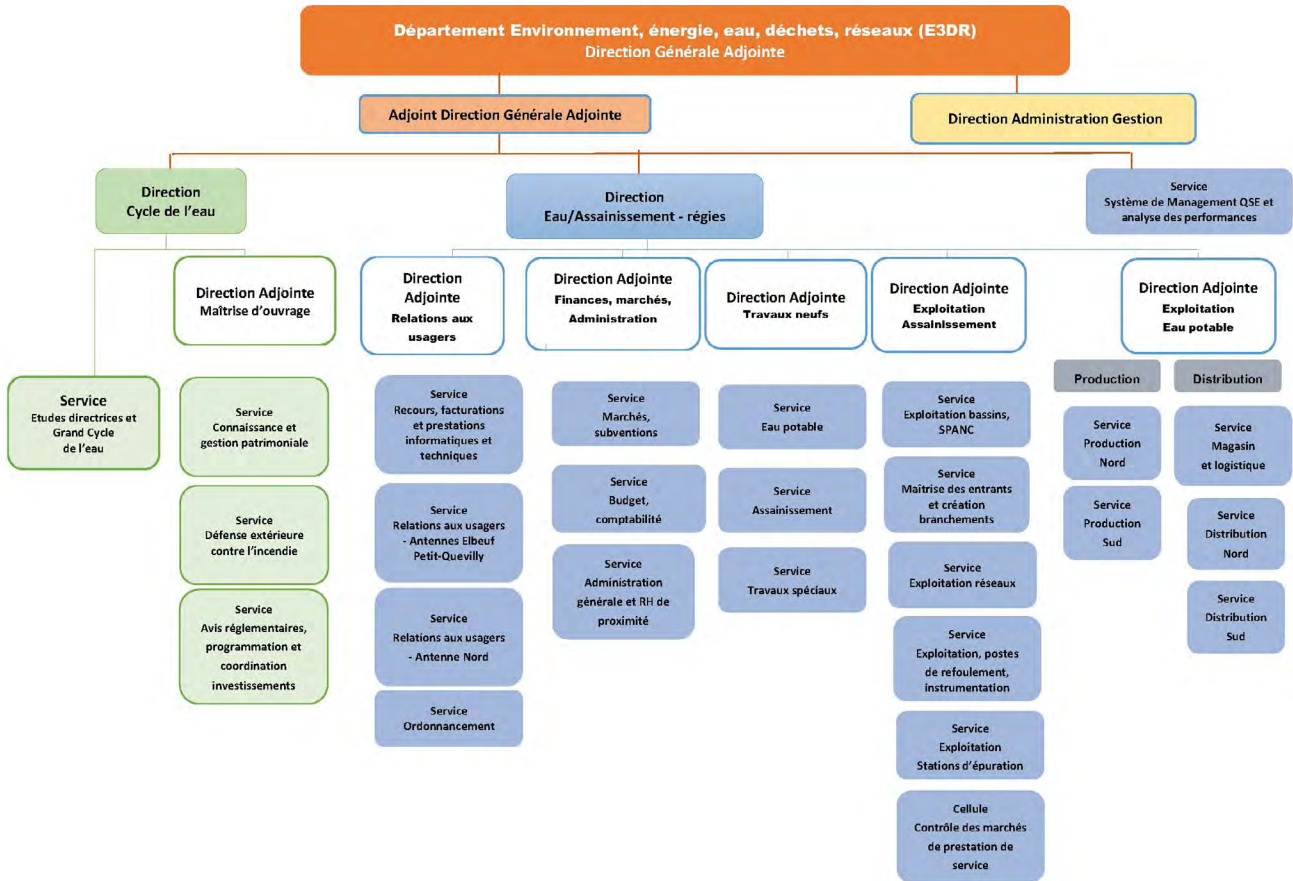 Département Environnement, énergie, eau, déchets, réseaux (E3DR)
Direction Générale Adjointe
Adjoint Direction Générale Adjointe
Direction Administration Gestion
Direction
Cycle de l'eau
Direction
Eau/Assainissement - régies
Service
Système de Management QSE et
analyse des performances
Direction Adjointe
Maîtrise d'ouvrage
Direction
Adjointe
Relations aux
usagers
Direction Adjointe
Finances, marchés,
Administration
Direction Adjointe
Travaux neufs
Direction Adjointe
Exploitation
Assainissement
Direction Adjointe
Exploitation
Eau potable
Service
Etudes directrices et
Grand Cycle
de l'eau
Service
Connaissance et
gestion patrimoniale
Service
Défense extérieure
contre l'incendie
Service
Avis réglementaires,
programmation et
coordination
investissements
Service
Recours, facturations
et prestations
informatiques et
techniques
Service
Relations aux usagers
- Antennes Elbeuf
Petit-Quevilly
Service
Relations aux usagers
- Antenne Nord
Service
Ordonnancement
Service
Marchés,
subventions
Service
Budget,
comptabilité
Service
Administration
générale et RH de
proximité
Service
Eau potable
Service
Assainissement
Service
Travaux spéciaux
Service
Exploitation bassins,
SPANC
Service
Maîtrise des entrants
et création
branchements
Service
Exploitation réseaux
Service
Exploitation, postes
de refoulement,
instrumentation
Service
Exploitation
Stations d'épuration
Cellule
Contrôle des marchés
de prestation de
service
Production
Service
Production
Nord
Service
Production
Sud
Distribution
Service
Magasin
et logistique
Service
Distribution
Nord
Service
Distribution
Sud